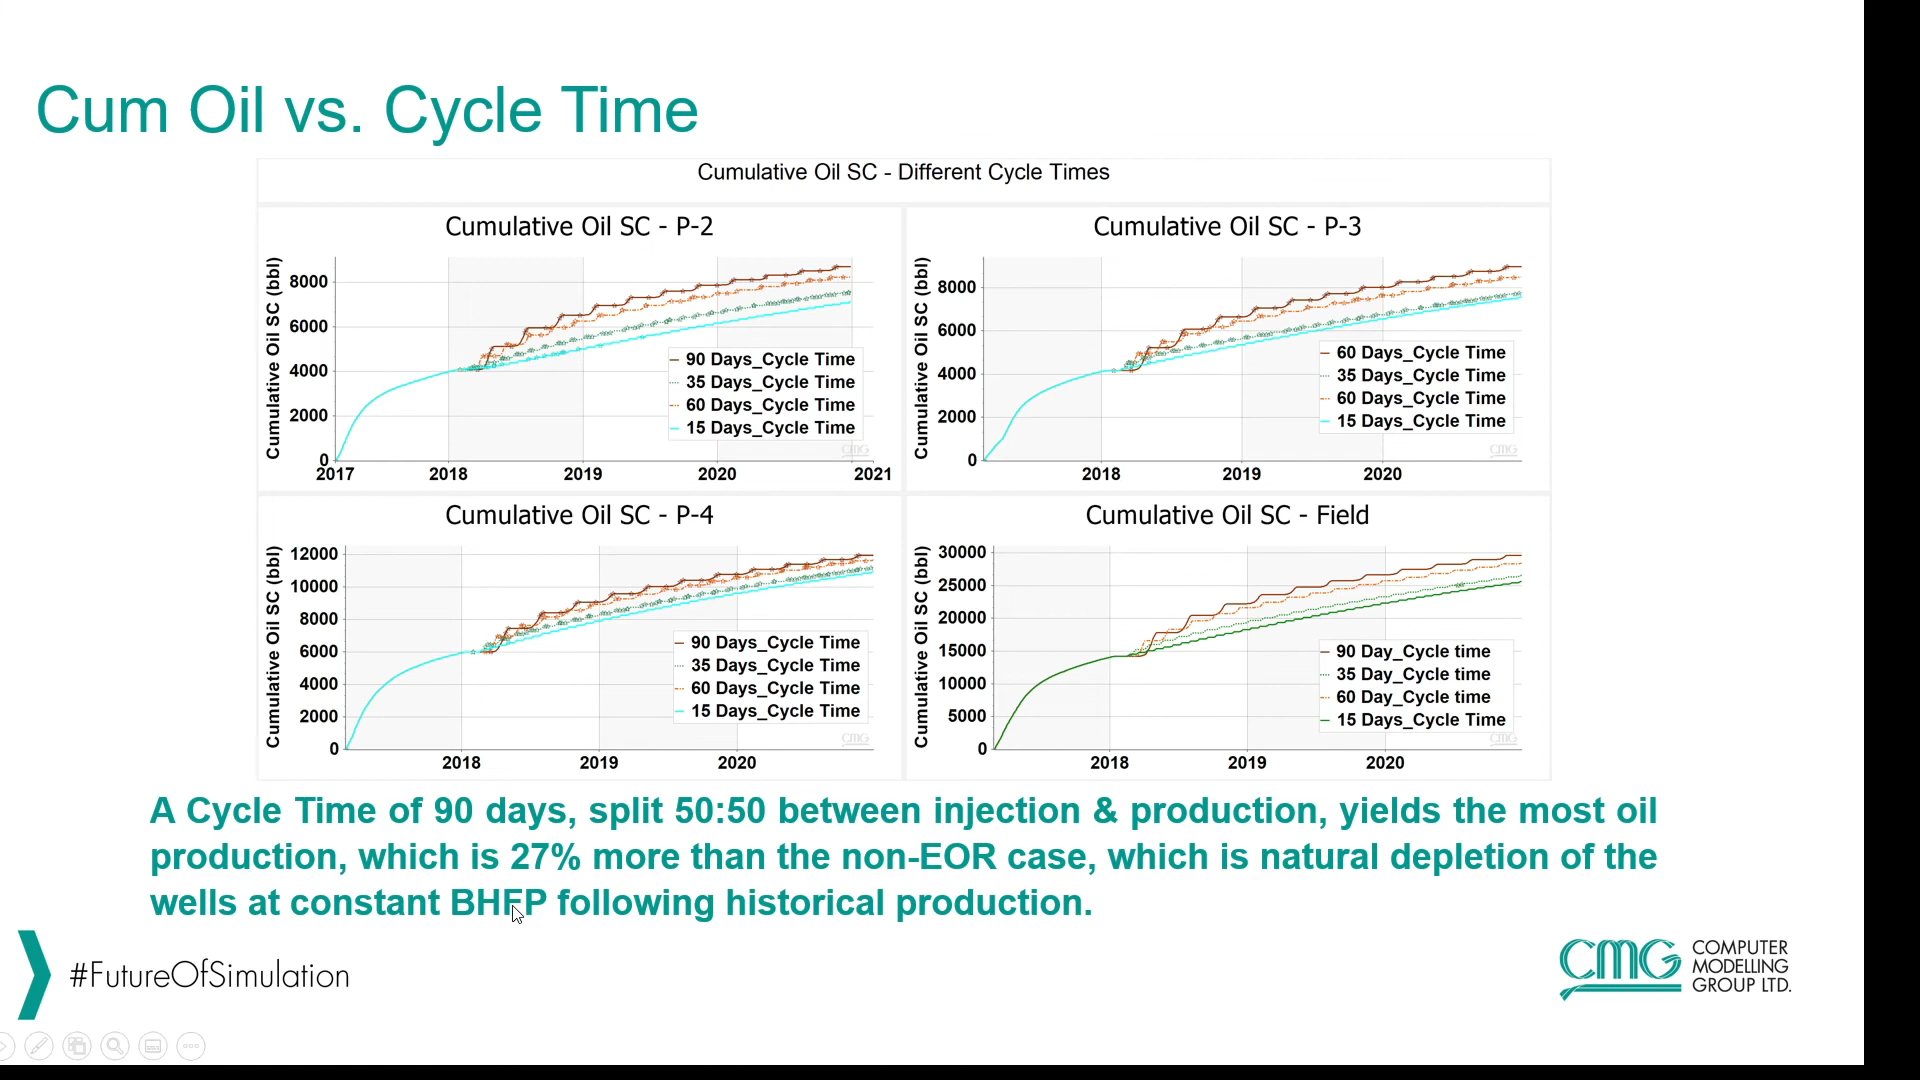 Cum Oil vs. Cycle Time
Cumulative Oil SC - Different Cycle Times
Cumulative Oil SC - P-2
Cumulative Oil SC (bbl)
8000
6000
4000
2000
0
2017 2018 2019 2020 2021
90 Days_Cycle Time
35 Days_Cycle Time
60 Days_Cycle Time
15 Days_Cycle Time
CMG
Cumulative Oil SC - P-3
Cumulative Oil SC (bbl)
8000
6000
4000
2000
0
2018 2019 2020
60 Days_Cycle Time
35 Days_Cycle Time
60 Days_Cycle Time
15 Days_Cycle Time
CMG
Cumulative Oil SC - P-4
Cumulative Oil SC (bbl)
12000
10000
8000
6000
4000
2000
0
2018 2019 2020
90 Days_Cycle Time
35 Days_Cycle Time
60 Days_Cycle Time
15 Days_Cycle Time
CMG
Cumulative Oil SC - Field
Cumulative Oil SC (bbl)
30000
25000
20000
15000
10000
5000
0
2018 2019 2020
90 Day_Cycle time
35 Day_Cycle time
60 Day_Cycle time
15 Days_Cycle Time
CMG
A Cycle Time of 90 days, split 50:50 between injection & production, yields the most oil
production, which is 27% more than the non-EOR case, which is natural depletion of the
wells at constant BHFP following historical production.
#FutureOfSimulation
CMG
COMPUTER
MODELLING
GROUP LTD.